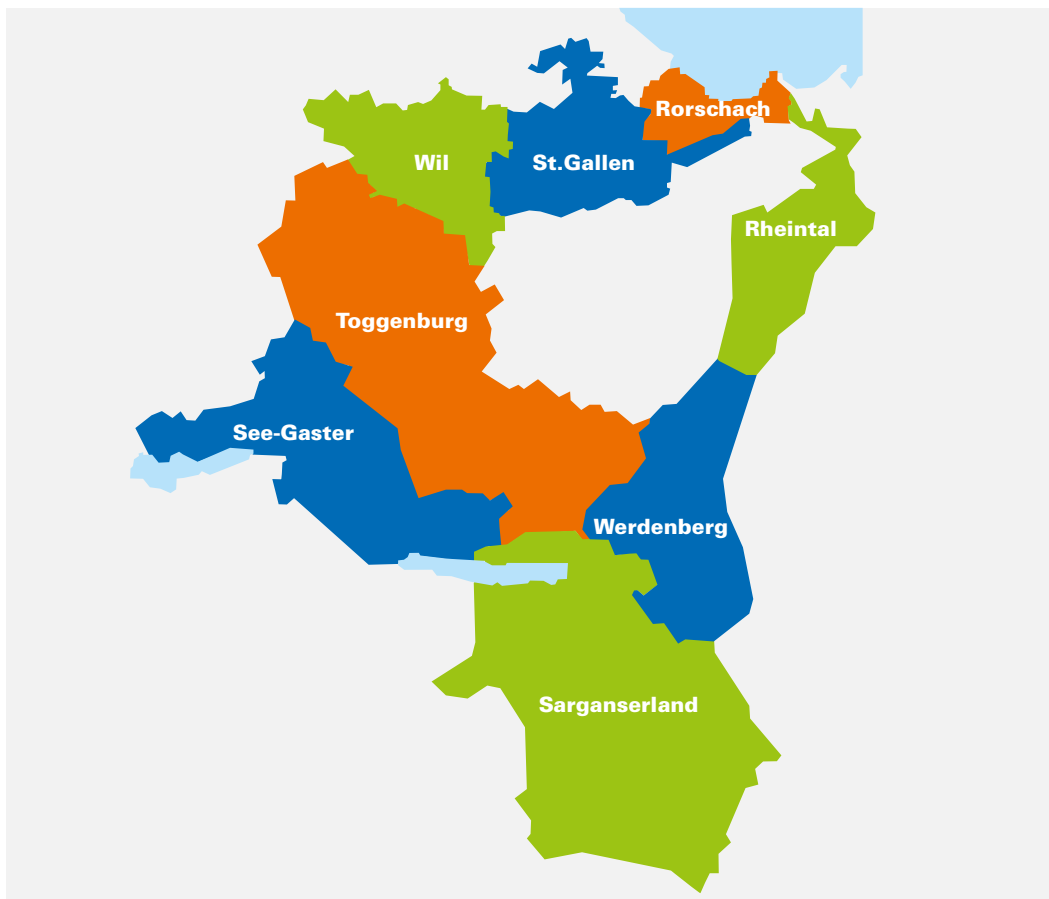 Rorschach
Wil
St.Gallen
Rheintal
Toggenburg
See-Gaster
Werdenberg
Sarganserland